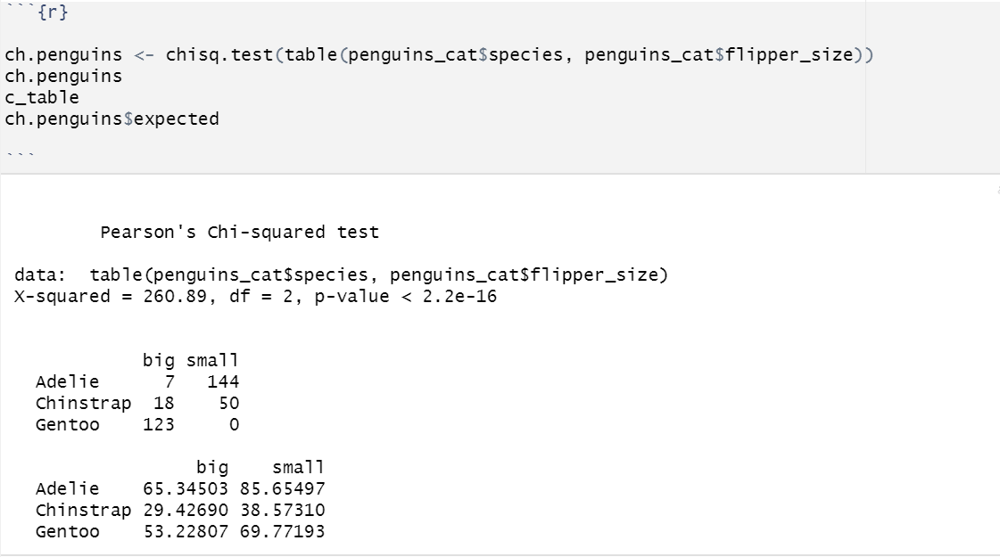 ```{r}
ch.penguins <- chisq.test(table(penguins_cat$species, penguins_cat$flipper_size))
ch.penguins
c_table
ch.penguins$expected
```
Pearson's Chi-squared test
data:  table(penguins_cat$species, penguins_cat$flipper_size)
X-squared = 260.89, df = 2, p-value < 2.2e-16
big small
Adelie 7 144
Chinstrap 18 50
Gentoo 123 0
big small
Adelie 65.34503 85.65497
Chinstrap 29.42690 38.57310
Gentoo 53.22807 69.77193